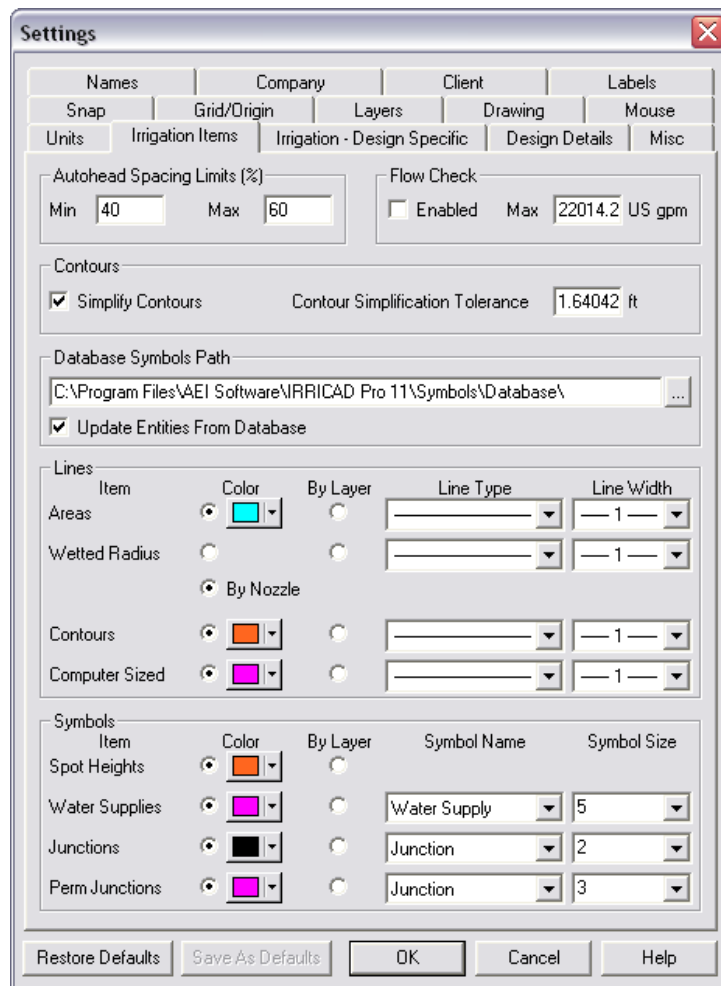 Settings
Names Company Client Labels
Snap Grid/Origin Layers Drawing Mouse
Units Irrigation Items Irrigation - Design Specific Design Details Misc
Autohead Spacing Limits (%) Flow Check
Min 40 Max 60 Enabled Max 22014.2 US gpm
Contours
Simplify Contours Contour Simplification Tolerance 1.64042 ft
Database Symbols Path
C:\Program Files\AEI Software\IRRICAD Pro 11\Symbols\Database\ ...
Update Entities From Database
Lines
Item Color By Layer Line Type Line Width
Areas 1
Wetted Radius 1
By Nozzle
Contours 1
Computer Sized 1
Symbols
Item Color By Layer Symbol Name Symbol Size
Spot Heights
Water Supplies Water Supply 5
Junctions Junction 2
Perm Junctions Junction 3
Restore Defaults Save As Defaults OK Cancel Help